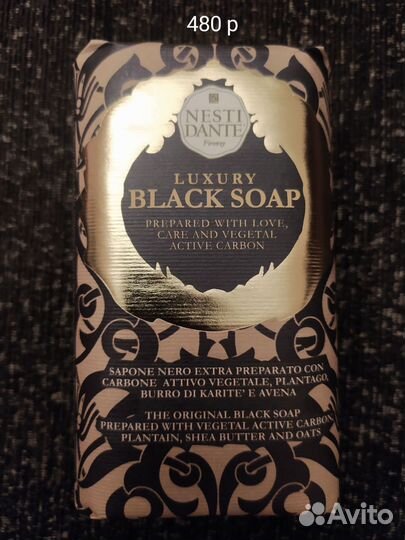 480 р
NESTI
DANTE
Firenze
LUXURY
BLACK SOAP
PREPARED WITH LOVE,
CARE AND VEGETAL
ACTIVE CARBON
SAPONE NERO EXTRA PREPARATO CON
CARBONE ATTIVO VEGETALE, PLANTAGO,
BURRO DI KARITE' E AVENA
THE ORIGINAL BLACK SOAP
PREPARED WITH VEGETAL ACTIVE CARBON,
PLANTAIN, SHEA BUTTER AND OATS
Avito